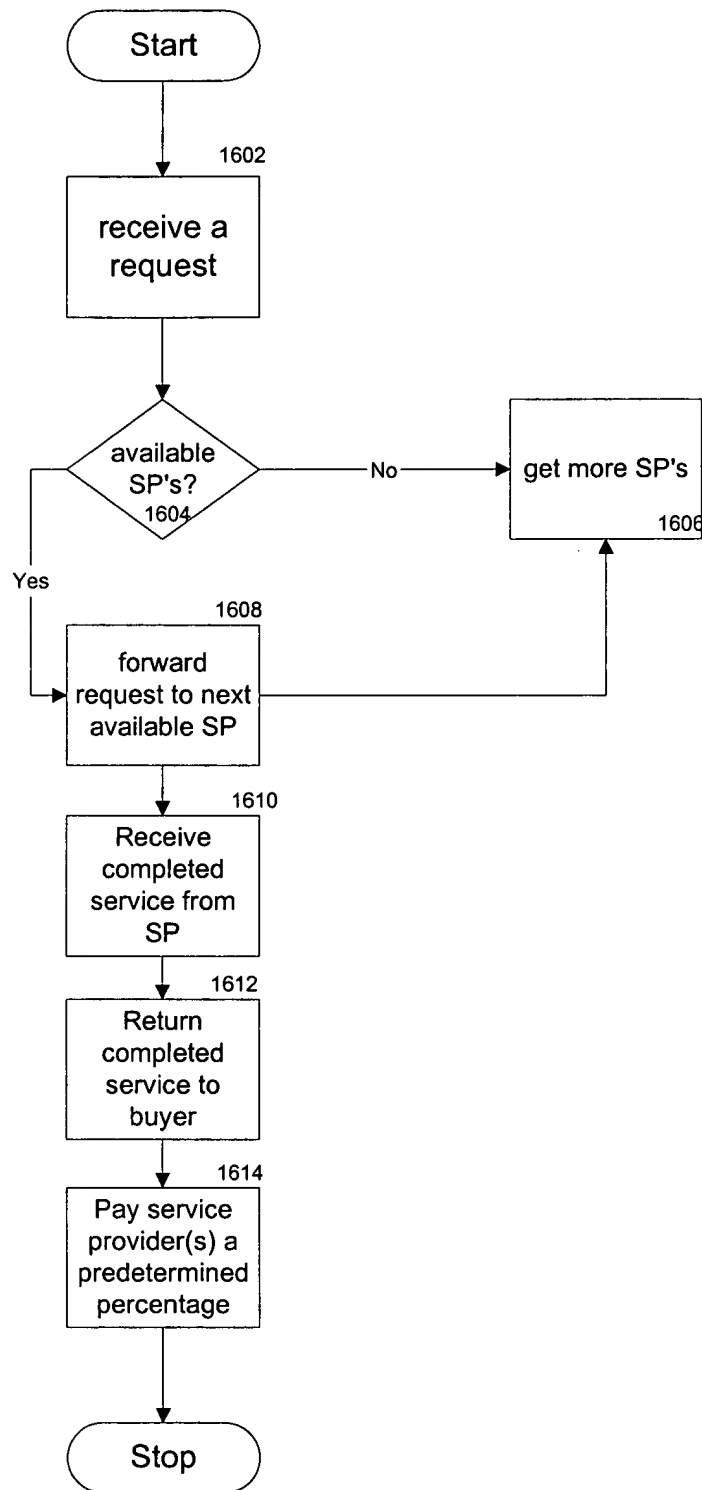 Start
1602
receive a
request
available
SP's?
1604
No
get more SP's
1606
Yes
1608
forward
request to next
available SP
1610
Receive
completed
service from
SP
1612
Return
completed
service to
buyer
1614
Pay service
provider(s) a
predetermined
percentage
Stop